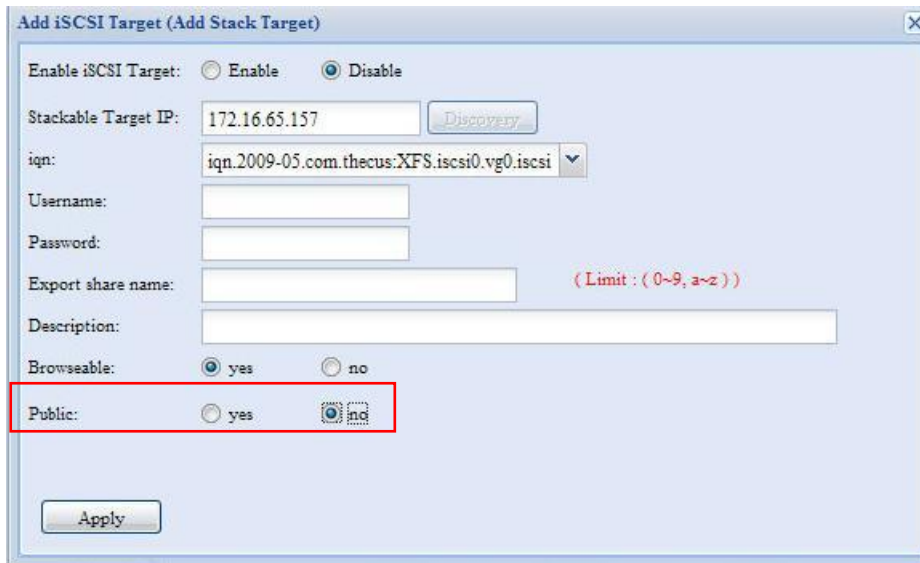 Add iSCSI Target (Add Stack Target)
Enable iSCSI Target: Enable Disable
Stackable Target IP: 172.16.65.157 Discovery
iqn: iqn.2009-05.com.thecus:XFS.iscsi0.vg0.iscsi
Username:
Password:
Export share name: ( Limit : ( 0~9, a~z ) )
Description:
Browseable: yes no
Public: yes no
Apply